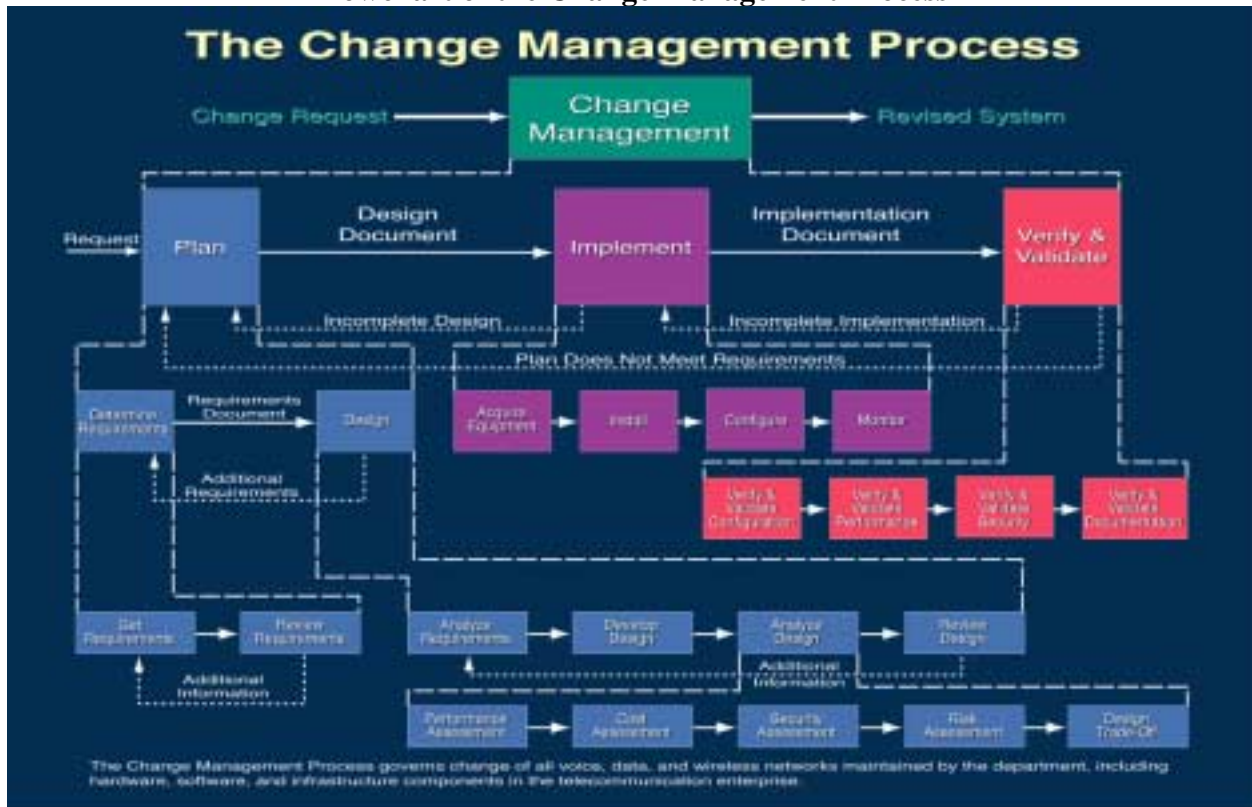 The Change Management Process
Change Request
Change
Management
Revised System
Request
Plan
Design
Document
Implement
Implementation
Document
Verify &
Validate
Incomplete Design
Incomplete Implementation
Plan Does Not Meet Requirements
Determine
Requirements
Requirements
Document
Design
Acquire
Equipment
Install
Configure
Monitor
Additional
Requirements
Verify &
Validate
Configuration
Verify &
Validate
Performance
Verify &
Validate
Security
Verify &
Validate
Documentation
Get
Requirements
Review
Requirements
Analyze
Requirements
Develop
Design
Analyze
Design
Review
Design
Additional
Information
Additional
Information
Performance
Assessment
Cost
Assessment
Security
Assessment
Risk
Assessment
Design
Trade-Off
The Change Management Process governs change of all voice, data, and wireless networks maintained by the department, including
hardware, software, and infrastructure components in the telecommunication enterprise.